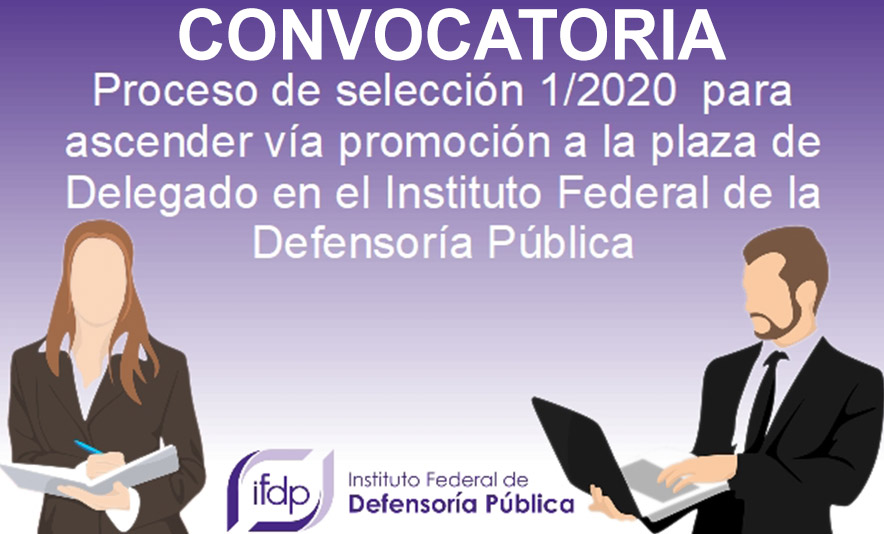 CONVOCATORIA
Proceso de selección 1/2020 para
ascender vía promoción a la plaza de
Delegado en el Instituto Federal de la
Defensoría Pública
ifdp
Instituto Federal de
Defensoría Pública